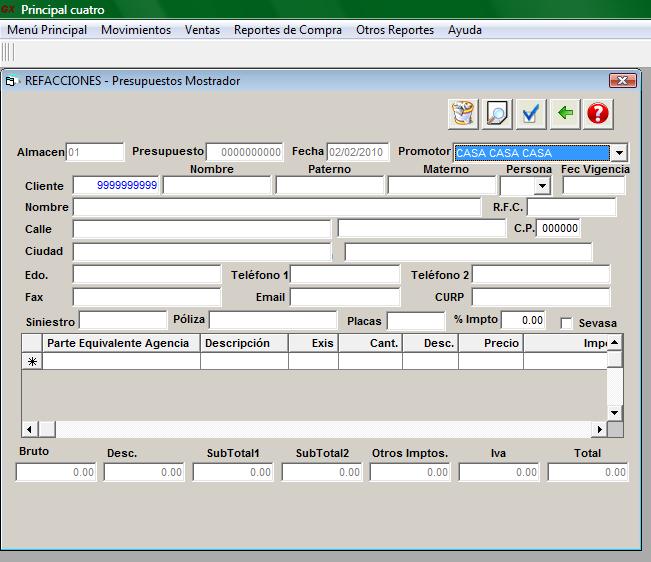 GX Principal cuatro
Menú Principal Movimientos Ventas Reportes de Compra Otros Reportes Ayuda
REFACCIONES - Presupuestos Mostrador
Almacen 01 Presupuesto 0000000000 Fecha 02/02/2010 Promotor CASA CASA CASA
Nombre Paterno Materno Persona Fec Vigencia
Cliente 9999999999
Nombre R.F.C.
Calle C.P. 000000
Ciudad
Edo. Teléfono 1 Teléfono 2
Fax Email CURP
Siniestro Póliza Placas % Impto 0.00 Sevasa
Parte Equivalente Agencia Descripción Exis Cant. Desc. Precio Impo
Bruto Desc. SubTotal1 SubTotal2 Otros Imptos. Iva Total
0.00 0.00 0.00 0.00 0.00 0.00 0.00